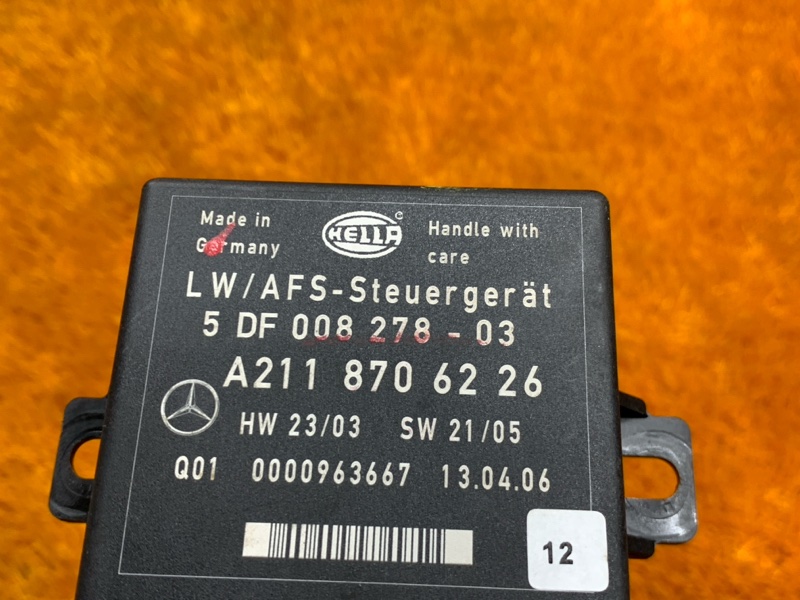 Made in
Germany
HELLA
©
Handle with
care
LW/AFS-Steuergerät
5 DF 008 278 - 03
A211 870 62 26
HW 23/03 SW 21/05
Q01 0000963667 13.04.06
12